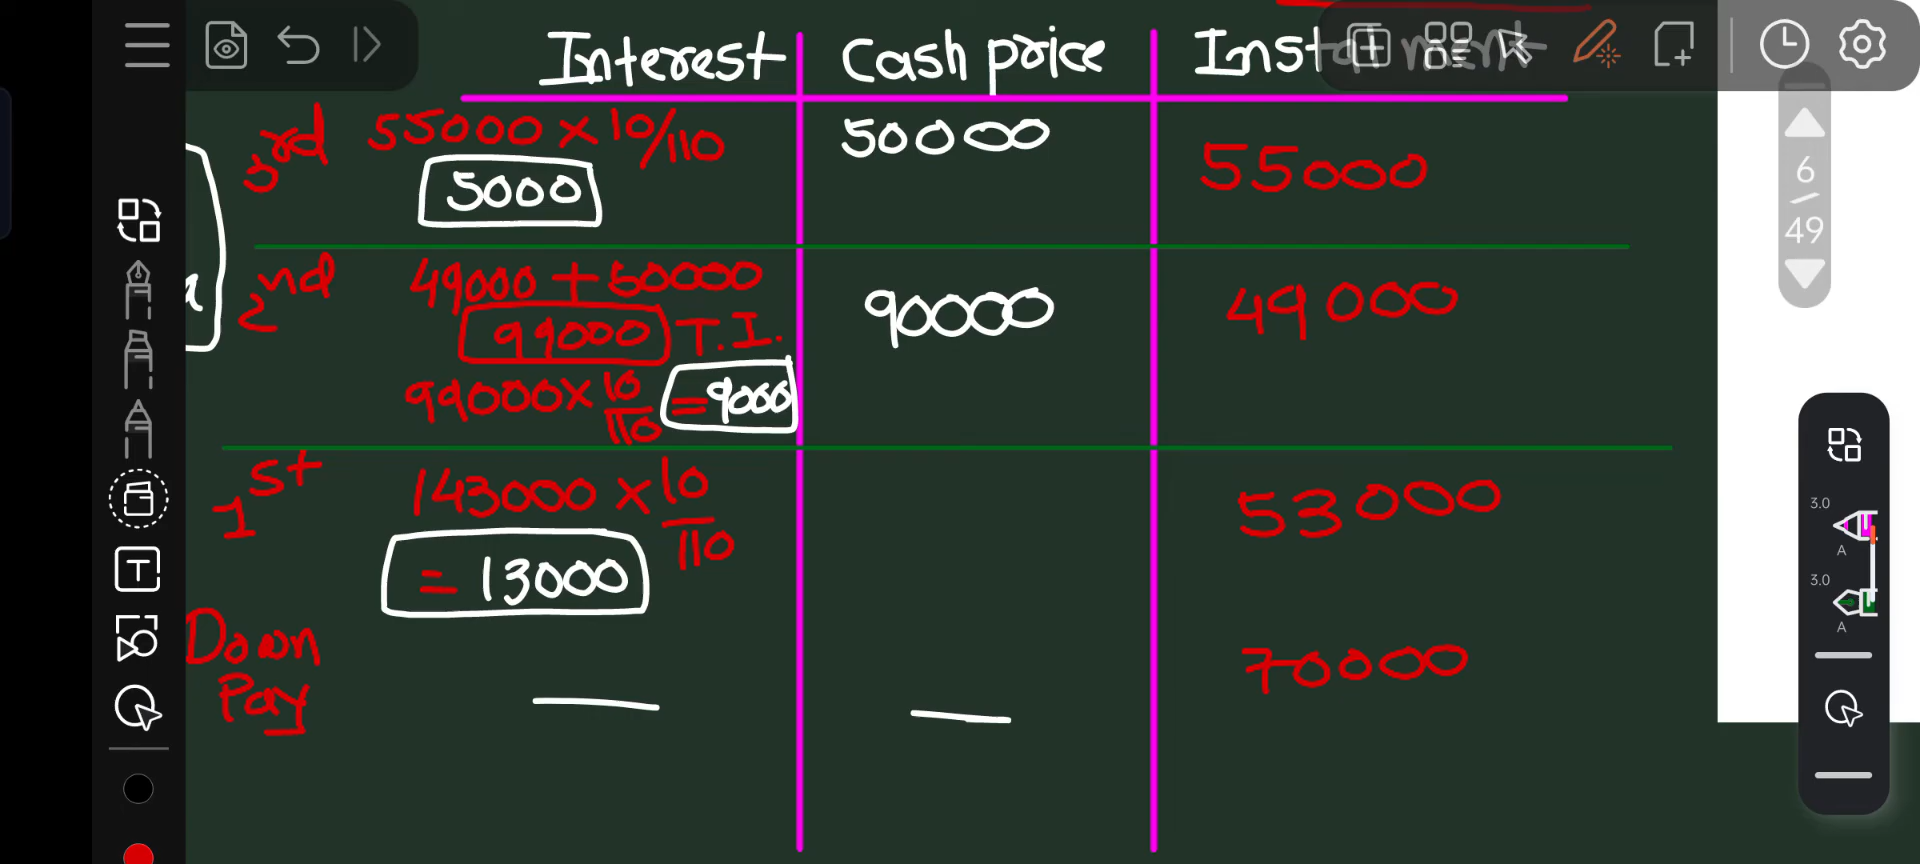 Interest Cash price Installment
3rd 55000 × 10/110 50000 55000
5000
2nd 49000 + 50000 90000 49000
99000 T.I.
99000 × 10/110 = 9000
1st 143000 × 10/110 53000
= 13000
Down 70000
Pay — —
a
6
49
3.0
A
3.0
A
T